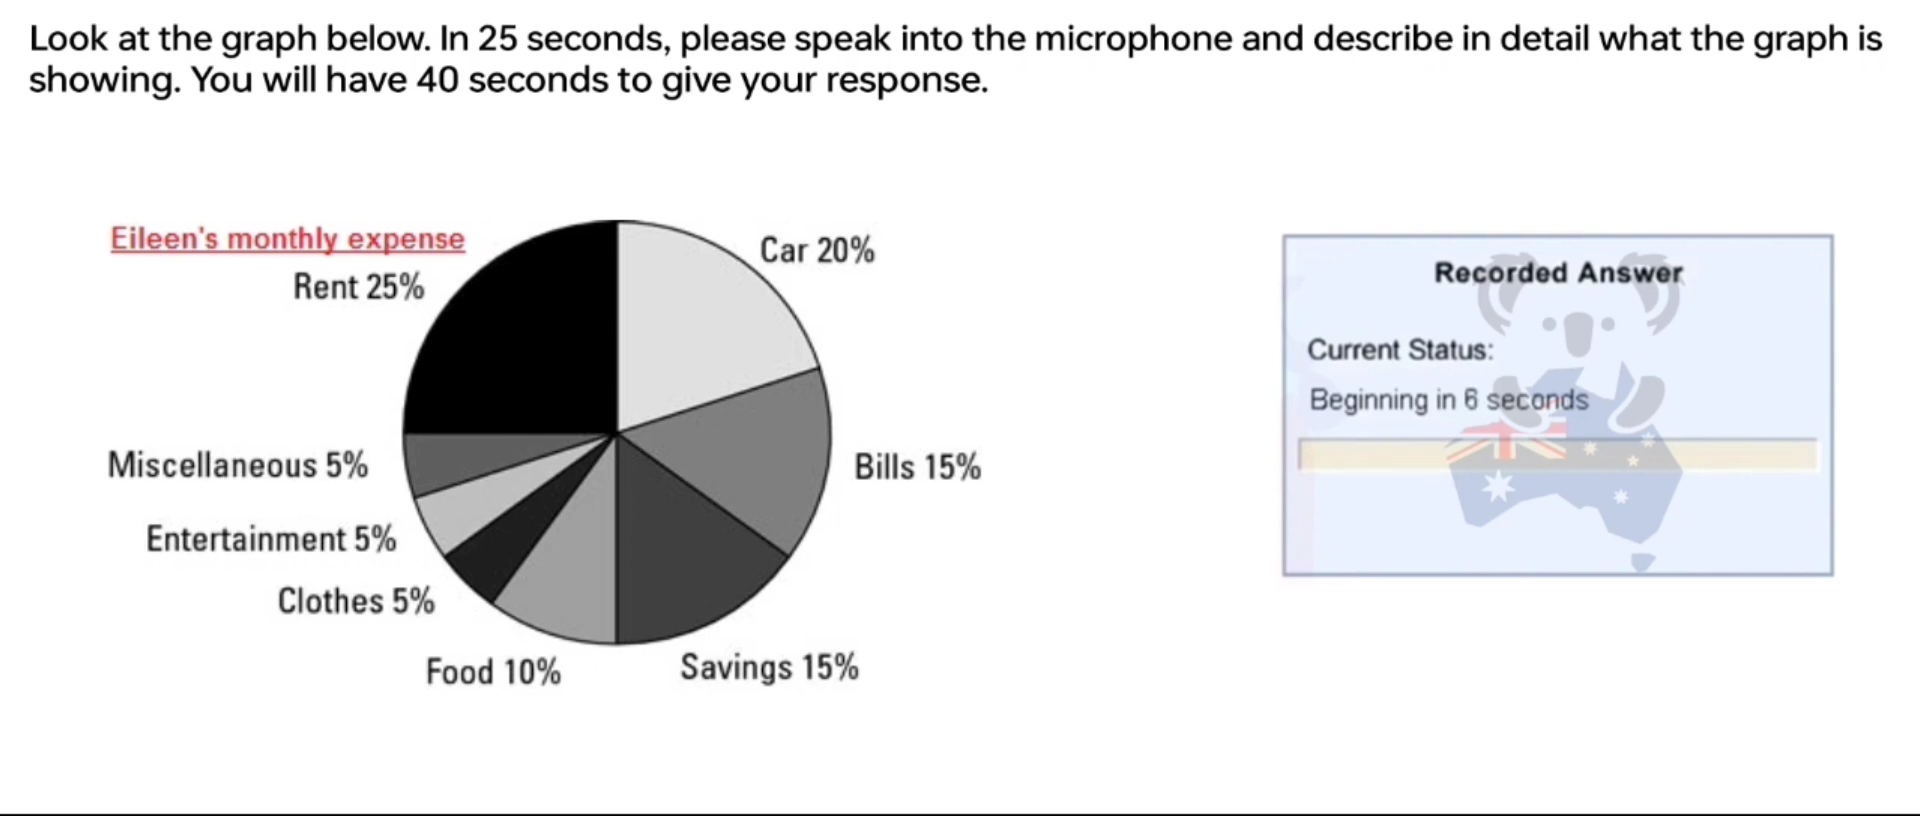 Look at the graph below. In 25 seconds, please speak into the microphone and describe in detail what the graph is
showing. You will have 40 seconds to give your response.
Eileen's monthly expense
Rent 25%
Car 20%
Miscellaneous 5%
Bills 15%
Entertainment 5%
Clothes 5%
Food 10%
Savings 15%
Recorded Answer
Current Status:
Beginning in 6 seconds